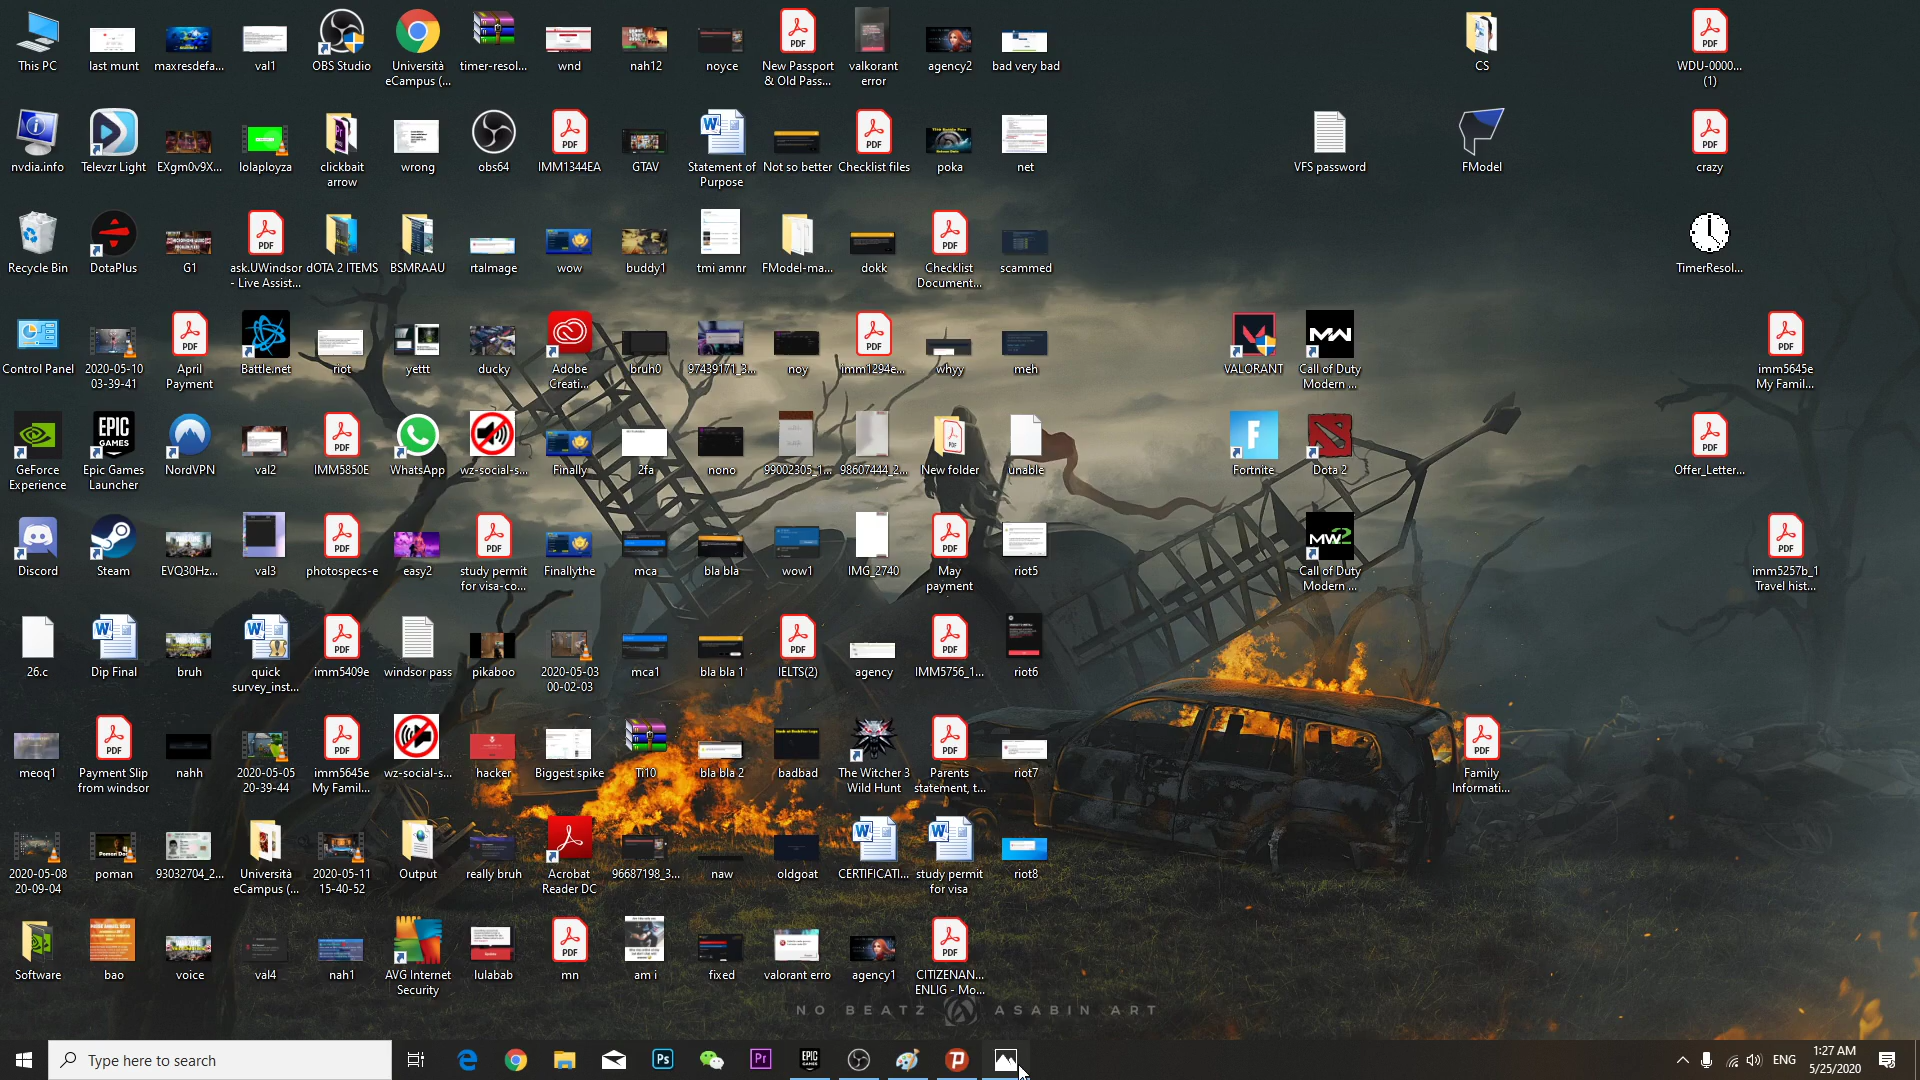 This PC
last munt
maxresdefa...
val1
OBS Studio
Università
eCampus (...
timer-resol...
wnd
nah12
noyce
New Passport
& Old Pass...
valkorant
error
agency2
bad very bad
CS
WDU-0000...
(1)
nvdia.info
Televzr Light
EXgm0v9X...
lolaployza
clickbait
arrow
wrong
obs64
IMM1344EA
GTAV
Statement of
Purpose
Not so better
Checklist files
poka
net
VFS password
FModel
crazy
Recycle Bin
DotaPlus
G1
ask.UWindsor
- Live Assist...
dOTA 2 ITEMS
BSMRAAU
rtaImage
wow
buddy1
tmi amnr
FModel-ma...
dokk
Checklist
Document...
scammed
TimerResol...
Control Panel
2020-05-10
03-39-41
April
Payment
Battle.net
riot
yettt
ducky
Adobe
Creati...
bruh0
97439171_3...
noy
imm1294e...
whyy
meh
VALORANT
Call of Duty
Modern ...
imm5645e
My Famil...
GeForce
Experience
Epic Games
Launcher
NordVPN
val2
IMM5850E
WhatsApp
wz-social-s...
Finally
2fa
nono
99002305_1...
98607444_2...
New folder
unable
Fortnite
Dota 2
Offer_Letter...
Discord
Steam
EVQ30Hz...
val3
photospecs-e
easy2
study permit
for visa-co...
Finallythe
mca
bla bla
wow1
IMG_2740
May
payment
riot5
Call of Duty
Modern ...
imm5257b_1
Travel hist...
26.c
Dip Final
bruh
quick
survey_inst...
imm5409e
windsor pass
pikaboo
2020-05-03
00-02-03
mca1
bla bla 1
IELTS(2)
agency
IMM5756_1...
riot6
meoq1
Payment Slip
from windsor
nahh
2020-05-05
20-39-44
imm5645e
My Famil...
wz-social-s...
hacker
Biggest spike
Ti10
bla bla 2
badbad
The Witcher 3
Wild Hunt
Parents
statement, t...
riot7
Family
Informati...
2020-05-08
20-09-04
poman
93032704_2...
Università
eCampus (...
2020-05-11
15-40-52
Output
really bruh
Acrobat
Reader DC
96687198_3...
naw
oldgoat
CERTIFICATI...
study permit
for visa
riot8
Software
bao
voice
val4
nah1
AVG Internet
Security
lulabab
mn
am i
fixed
valorant erro
agency1
CITIZENAN...
ENLIG - Mo...
NO BEATZ ASABIN ART
Type here to search
ENG
1:27 AM
5/25/2020